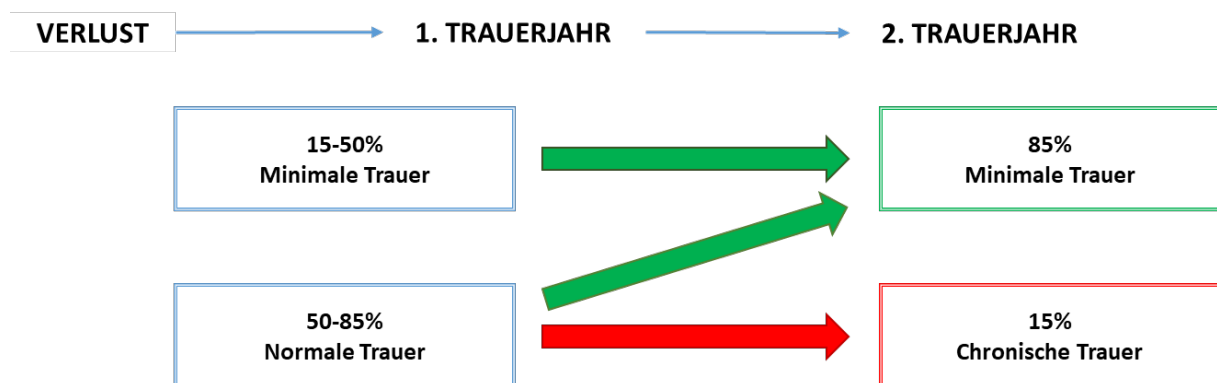 VERLUST
1. TRAUERJAHR
2. TRAUERJAHR
15-50%
Minimale Trauer
85%
Minimale Trauer
50-85%
Normale Trauer
15%
Chronische Trauer